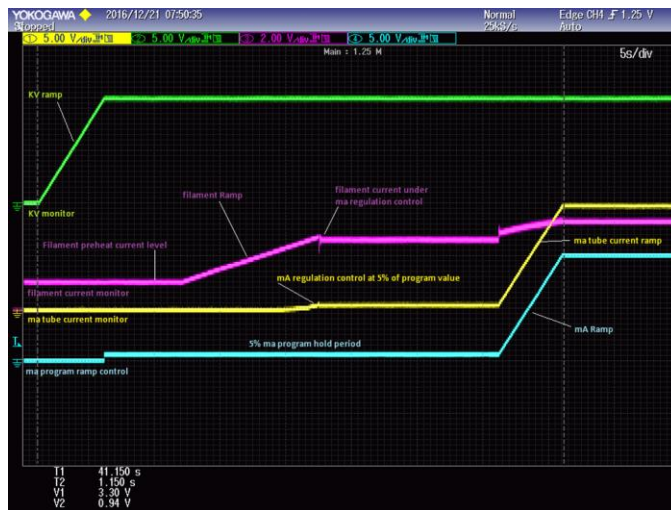 YOKOGAWA 2016/12/21 07:50:35 Normal Edge CH4 1.25 V
Stopped 25kS/s Auto
1 5.00 V/div 2 5.00 V/div 3 2.00 V/div 4 5.00 V/div
Main : 1.25 M 5s/div
KV ramp
filament Ramp
filament current under
ma regulation control
KV monitor
Filament preheat current level
ma tube current ramp
mA regulation control at 5% of program value
filament current monitor
ma tube current monitor
mA Ramp
5% ma program hold period
ma program ramp control
T1 41.150 s
T2 1.150 s
V1 3.30 V
V2 0.94 V